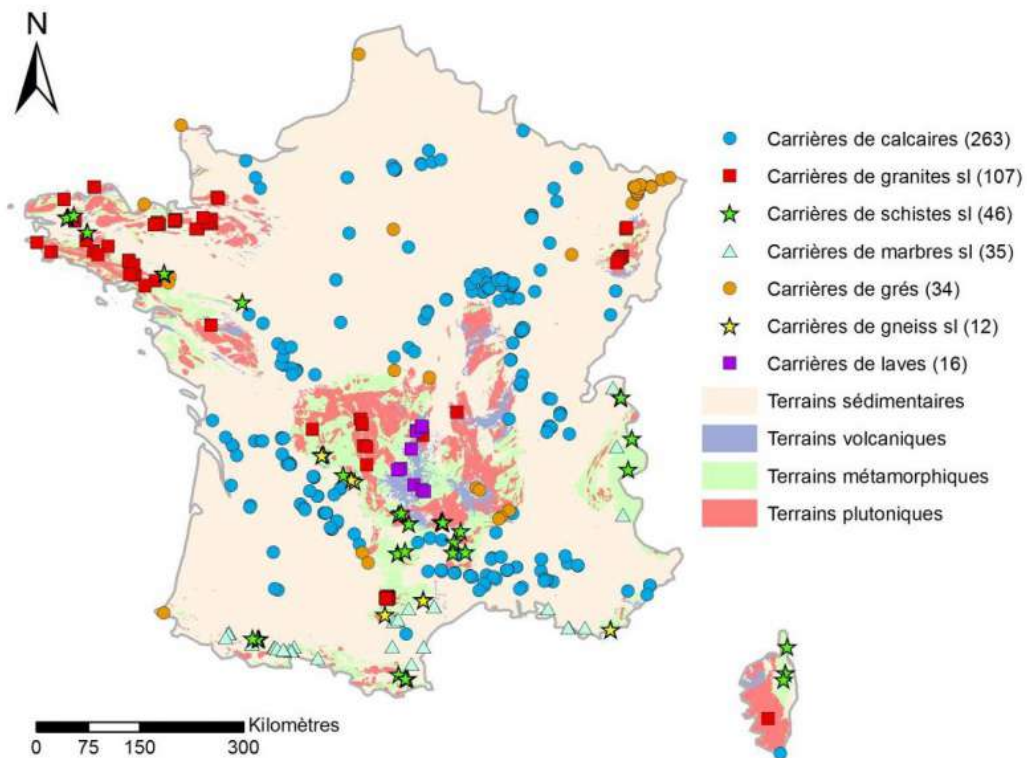 N
Carrières de calcaires (263)
Carrières de granites sl (107)
Carrières de schistes sl (46)
Carrières de marbres sl (35)
Carrières de grés (34)
Carrières de gneiss sl (12)
Carrières de laves (16)
Terrains sédimentaires
Terrains volcaniques
Terrains métamorphiques
Terrains plutoniques
Kilomètres
0 75 150 300